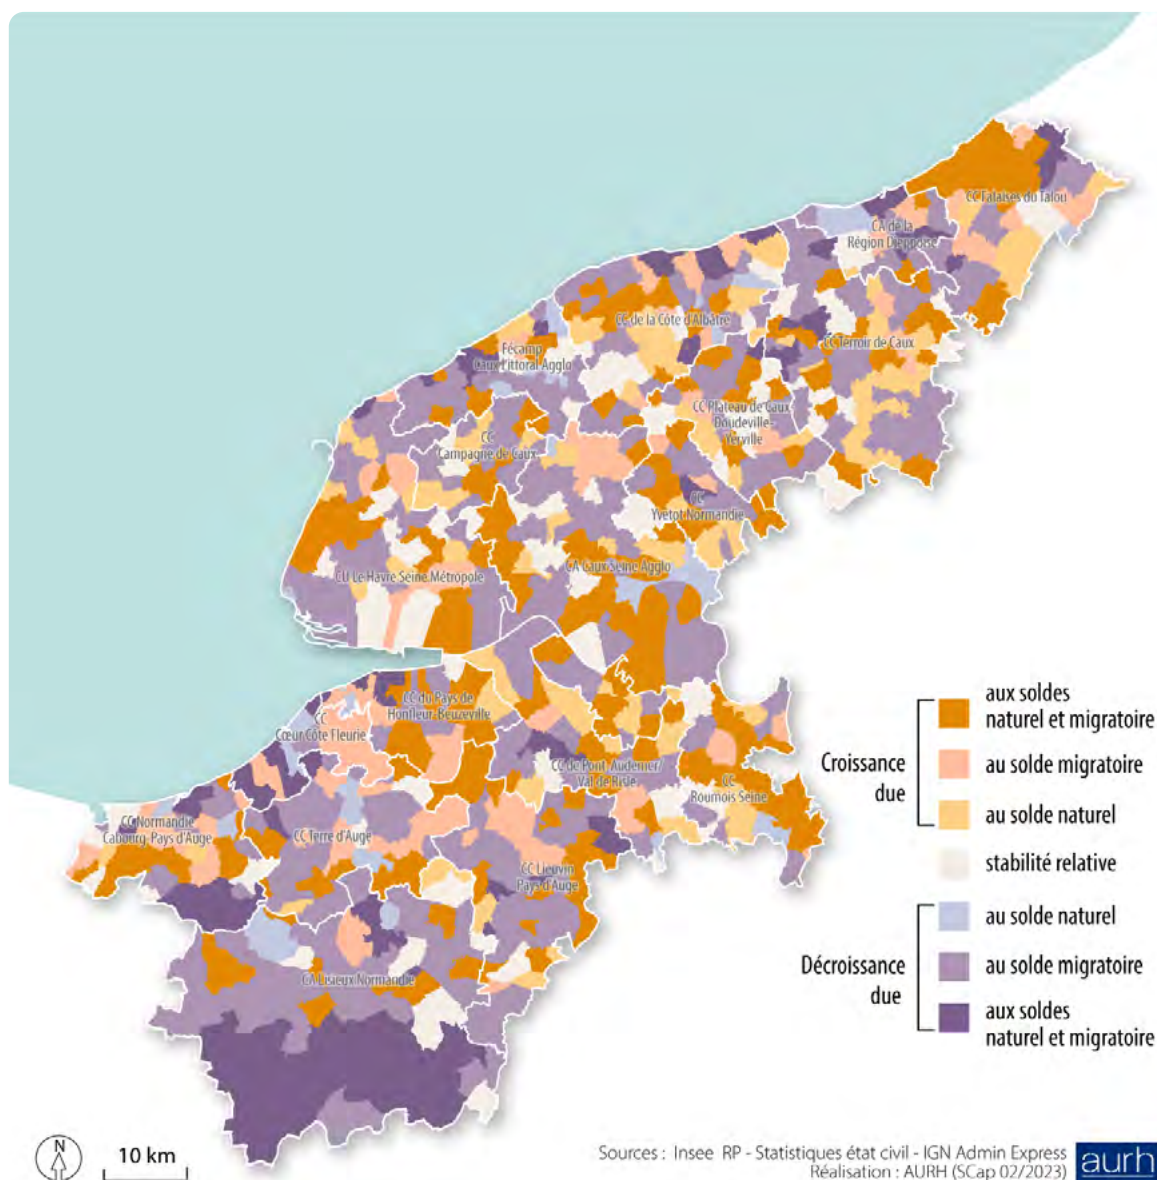 CC Falaises du Talou
CA de la
Région Dieppoise
CC de la Côte d'Albâtre
CC Terroir de Caux
Fécamp
Caux Littoral Agglo
CC Plateau de Caux-
Doudeville-
Yerville
CC
Campagne de Caux
CC
Yvetot Normandie
CA Caux Seine Agglo
CU Le Havre Seine Métropole
CC du Pays de
Honfleur-Beuzeville
CC
Cœur Côte Fleurie
CC de Pont-Audemer
Val de Risle
CC
Roumois Seine
CC Normandie
Cabourg-Pays d'Auge
CC Terre d'Auge
CC Lieuvin
Pays d'Auge
CA Lisieux Normandie
Croissance
due
aux soldes
naturel et migratoire
au solde migratoire
au solde naturel
stabilité relative
Décroissance
due
au solde naturel
au solde migratoire
aux soldes
naturel et migratoire
N
10 km
Sources : Insee RP - Statistiques état civil - IGN Admin Express
Réalisation : AURH (SCap 02/2023)
aurh